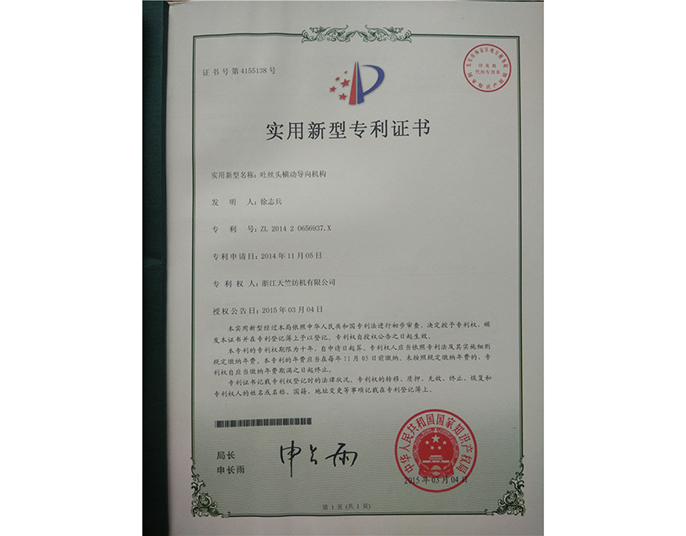 证书号第4155138号
实用新型专利证书
实用新型名称：吐丝头横动导向机构
发 明 人：徐志兵
专 利 号：ZL 2014 2 0656937.X
专利申请日：2014年11月05日
专 利 权 人：浙江天竺纺机有限公司
授权公告日：2015年03月04日
本实用新型经过本局依照中华人民共和国专利法进行初步审查，决定授予专利权，颁
发本证书并在专利登记簿上予以登记。专利权自授权公告之日起生效。
本专利的专利权期限为十年，自申请日起算。专利权人应当依照专利法及其实施细则
规定缴纳年费。本专利的年费应当在每年11月05日前缴纳。未按照规定缴纳年费的，专
利权自应当缴纳年费期满之日起终止。
专利证书记载专利权登记时的法律状况。专利权的转移、质押、无效、终止、恢复和
专利权人的姓名或名称、国籍、地址变更等事项记载在专利登记簿上。
局长
申长雨
申长雨
中华人民共和国国家知识产权局
2015年03月04日
第1页(共1页)